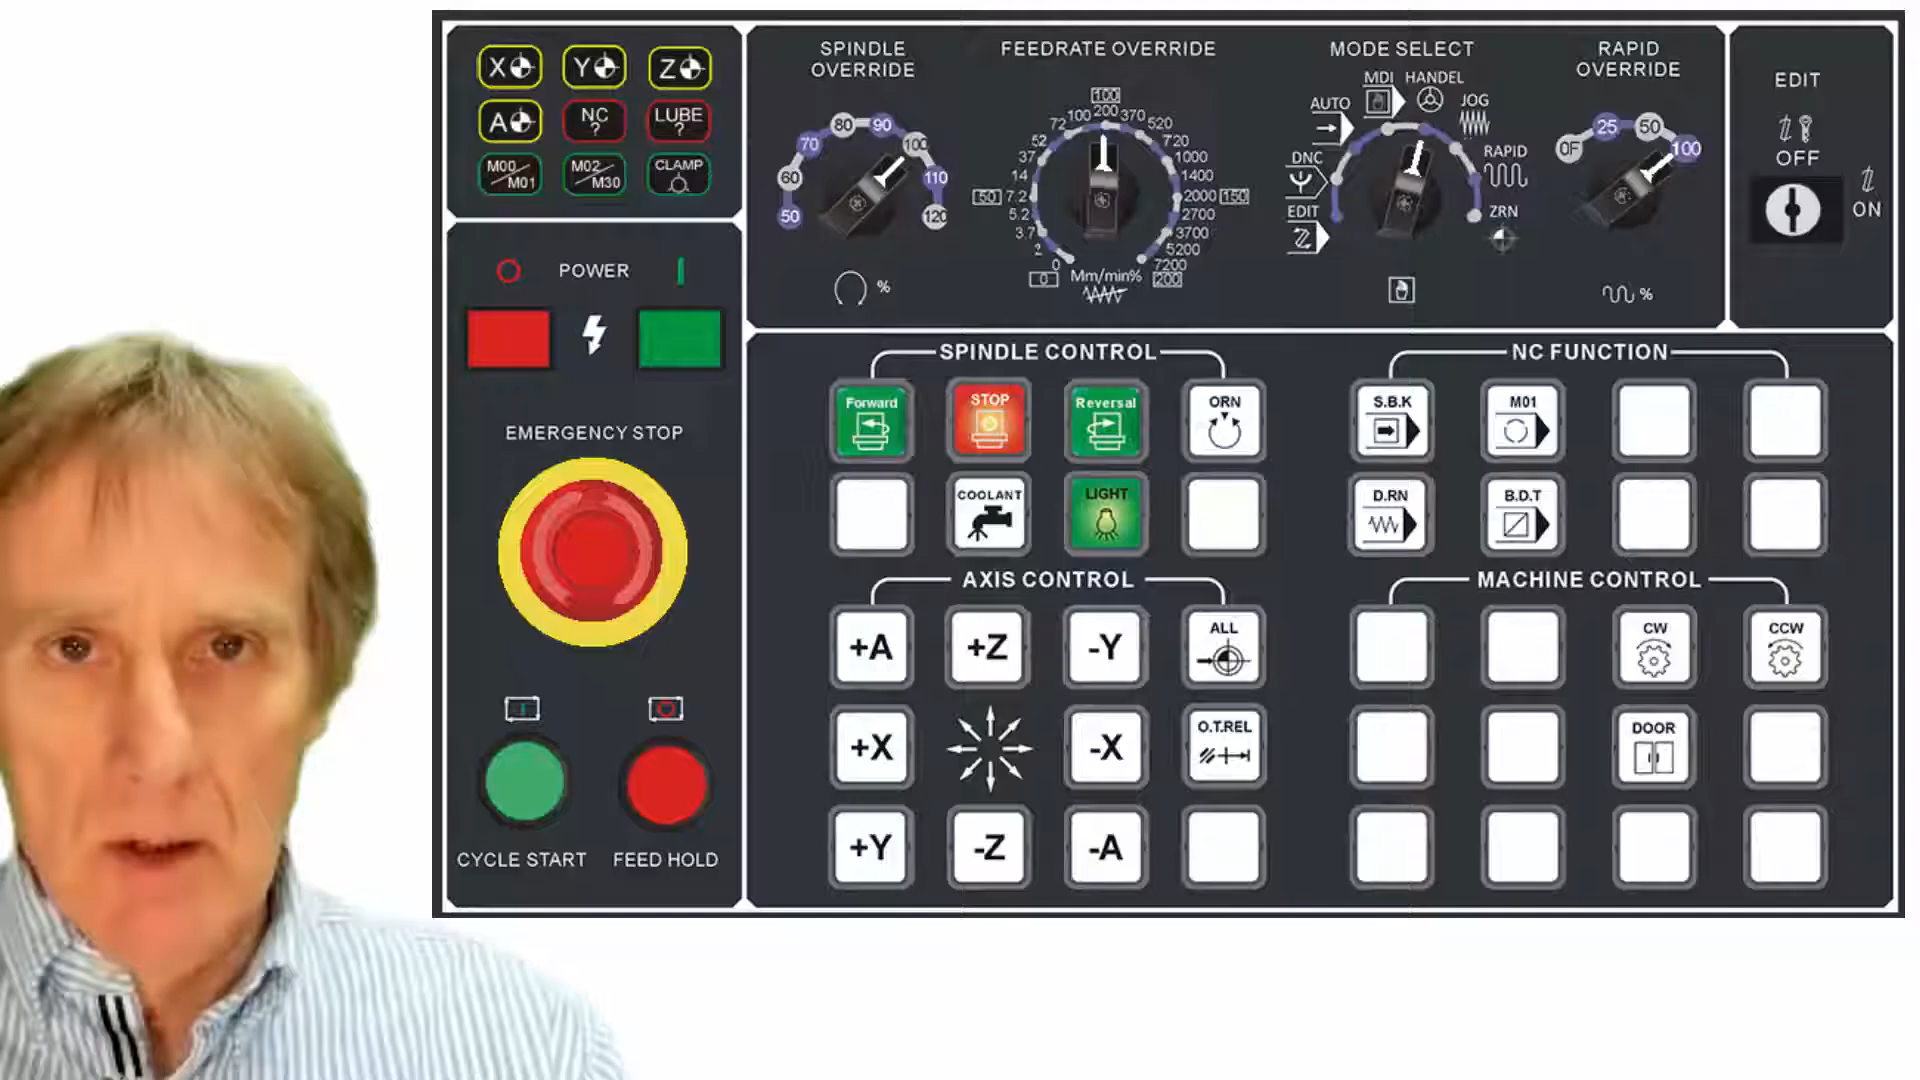 X
Y
Z
A
NC
?
LUBE
?
M00
M01
M02
M30
CLAMP
POWER
EMERGENCY STOP
CYCLE START
FEED HOLD
SPINDLE
OVERRIDE
50
60
70
80
90
100
110
120
%
FEEDRATE OVERRIDE
0
2
3.7
5.2
7.2
14
37
52
72
100
200
370
520
720
1000
1400
2000
2700
3700
5200
7200
0
50
100
150
200
Mm/min%
MODE SELECT
EDIT
DNC
AUTO
MDI
HANDEL
JOG
RAPID
ZRN
RAPID
OVERRIDE
0F
25
50
100
%
EDIT
OFF
ON
SPINDLE CONTROL
Forward
STOP
Reversal
ORN
COOLANT
LIGHT
NC FUNCTION
S.B.K
M01
D.RN
B.D.T
AXIS CONTROL
+A
+Z
-Y
ALL
+X
-X
O.T.REL
+Y
-Z
-A
MACHINE CONTROL
CW
CCW
DOOR